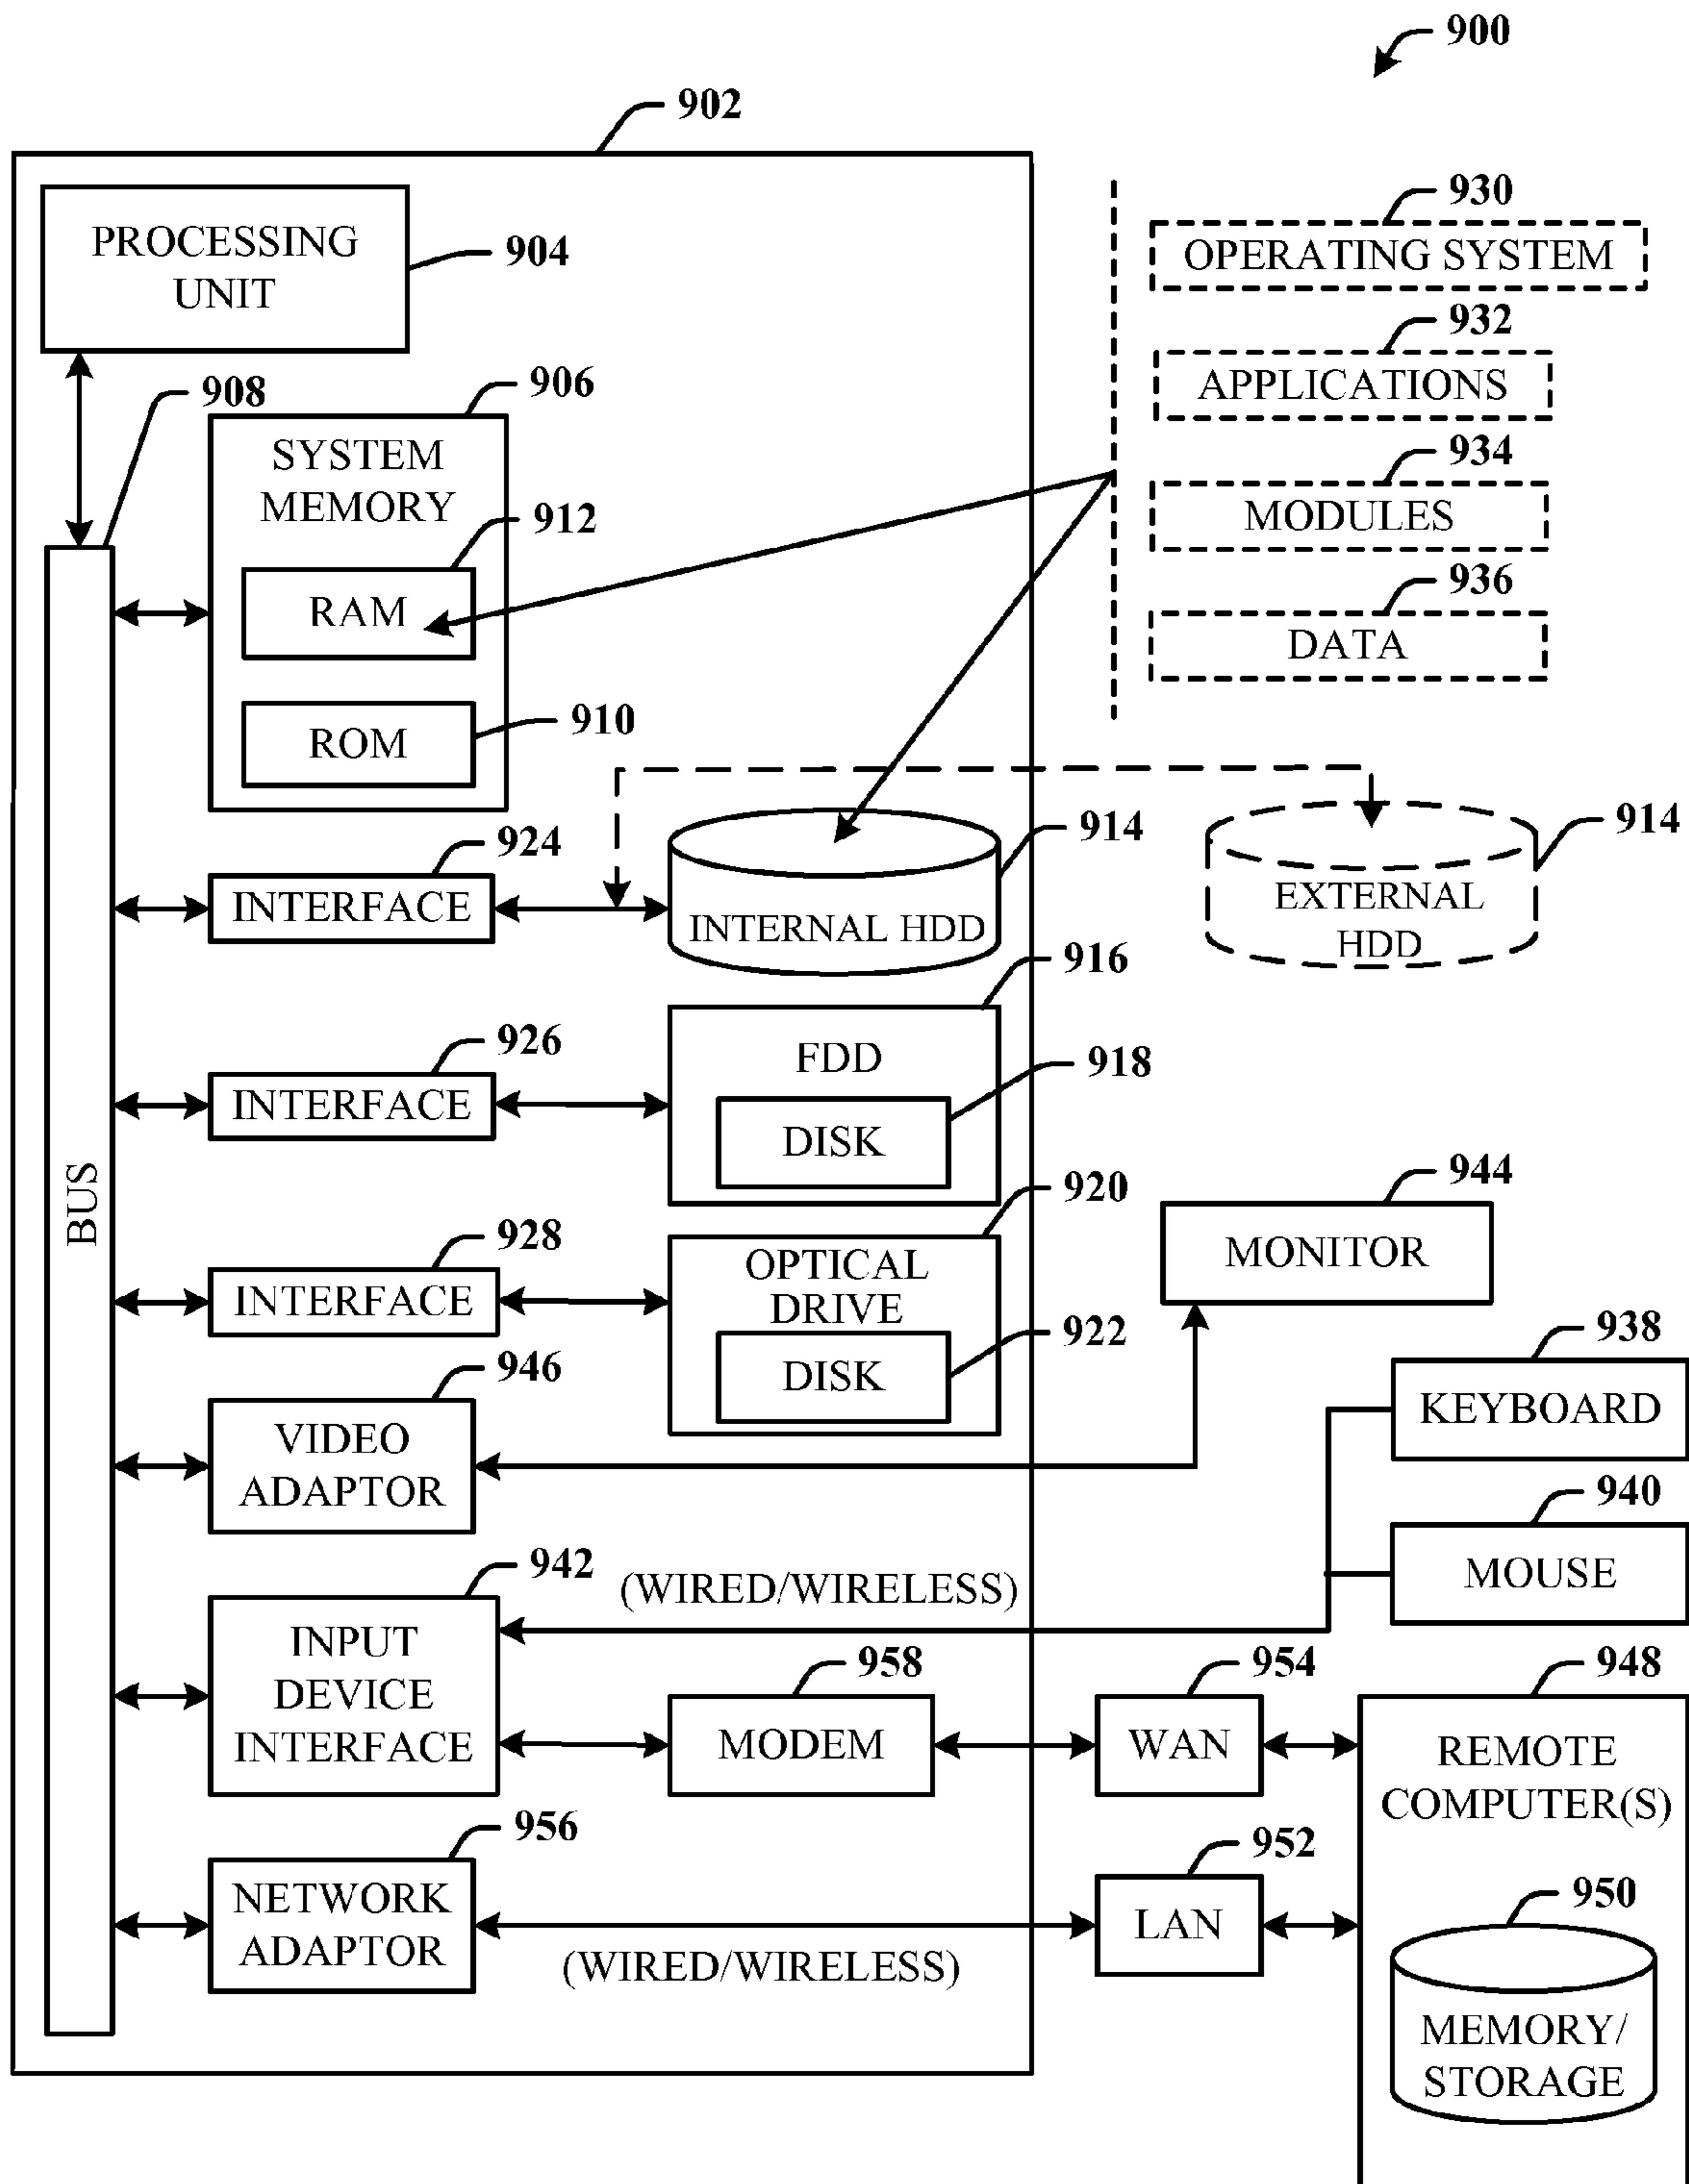 900
902
PROCESSING
UNIT
904
930
OPERATING SYSTEM
932
APPLICATIONS
934
MODULES
936
DATA
908
906
SYSTEM
MEMORY
912
RAM
910
ROM
924
INTERFACE
914
INTERNAL HDD
914
EXTERNAL
HDD
916
FDD
918
DISK
926
INTERFACE
BUS
920
OPTICAL
DRIVE
922
DISK
928
INTERFACE
944
MONITOR
946
VIDEO
ADAPTOR
938
KEYBOARD
940
MOUSE
942
INPUT
DEVICE
INTERFACE
(WIRED/WIRELESS)
958
MODEM
954
WAN
948
REMOTE
COMPUTER(S)
956
NETWORK
ADAPTOR
(WIRED/WIRELESS)
952
LAN
950
MEMORY/
STORAGE